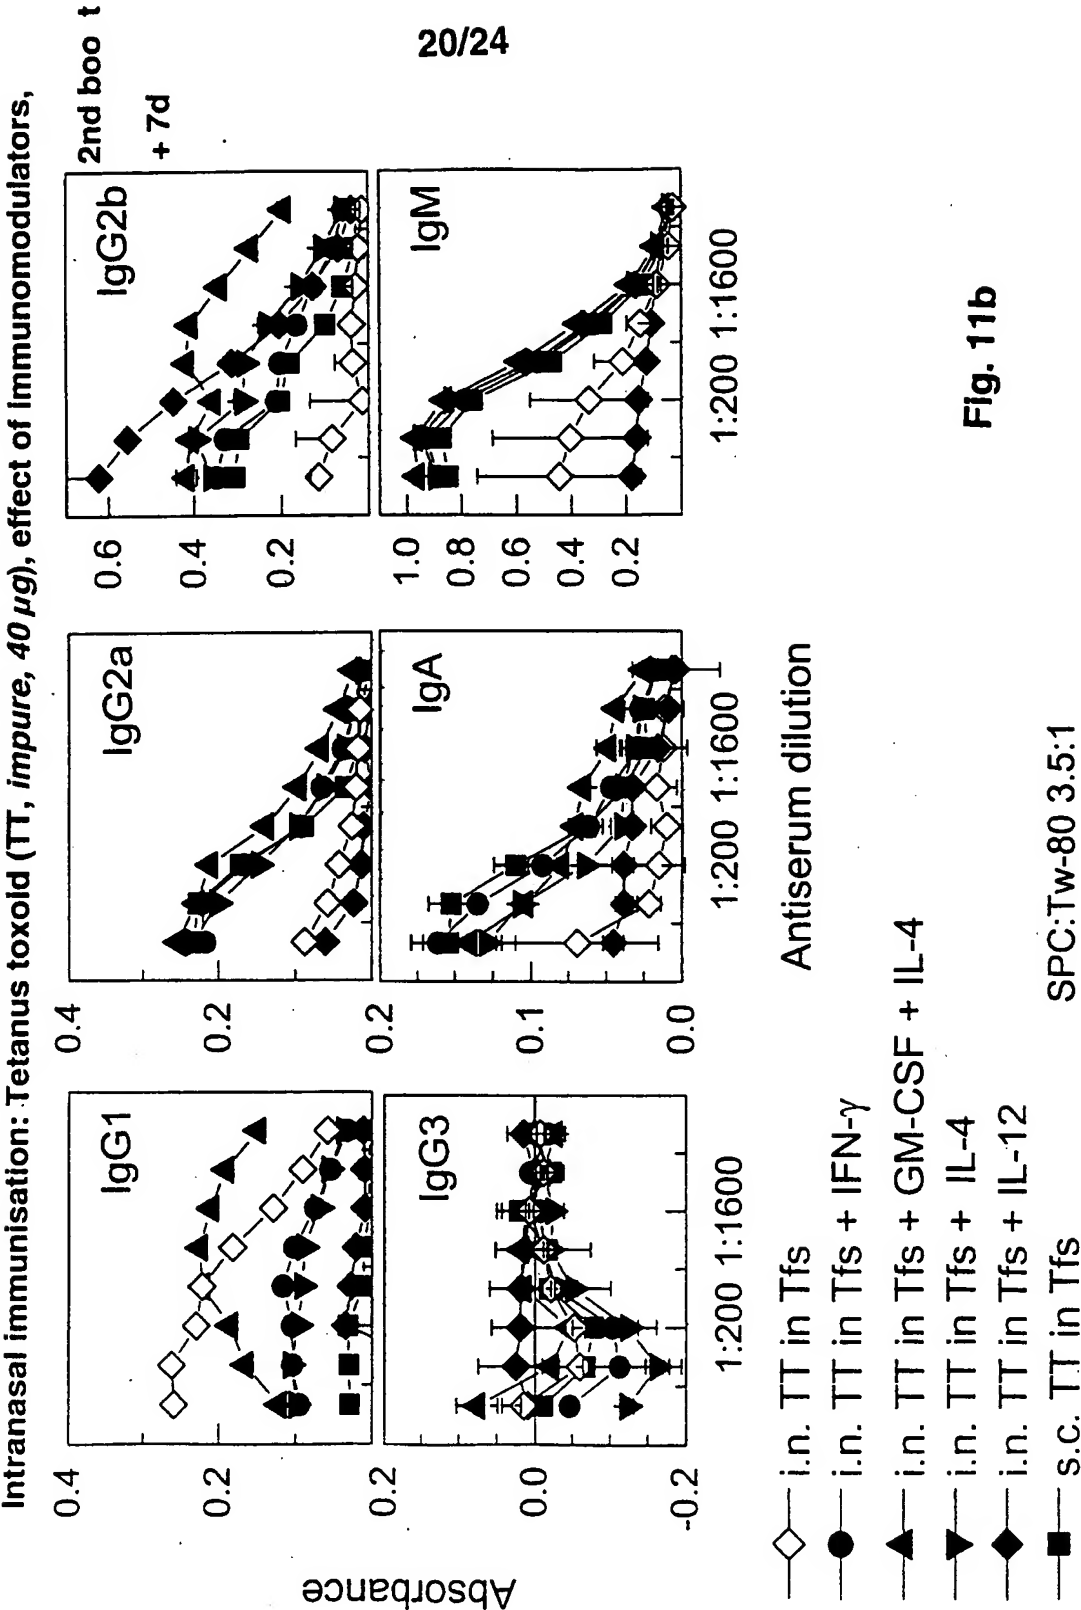 20/24
Intranasal immunisation: Tetanus toxoid (TT, impure, 40 µg), effect of immunomodulators,
2nd boo t
+ 7d
Absorbance
IgG1
0.4
0.2
IgG2a
0.4
0.2
IgG2b
0.6
0.2
IgG3
0.2
0.0
-0.2
1:200 1:1600
IgA
0.2
0.1
0.0
1:200 1:1600
IgM
1.0
0.8
0.6
0.4
0.2
1:200 1:1600
Antiserum dilution
i.n. TT in Tfs
i.n. TT in Tfs + IFN-γ
i.n. TT in Tfs + GM-CSF + IL-4
i.n. TT in Tfs + IL-4
i.n. TT in Tfs + IL-12
s.c. TT in Tfs
SPC:Tw-80 3.5:1
Fig. 11b